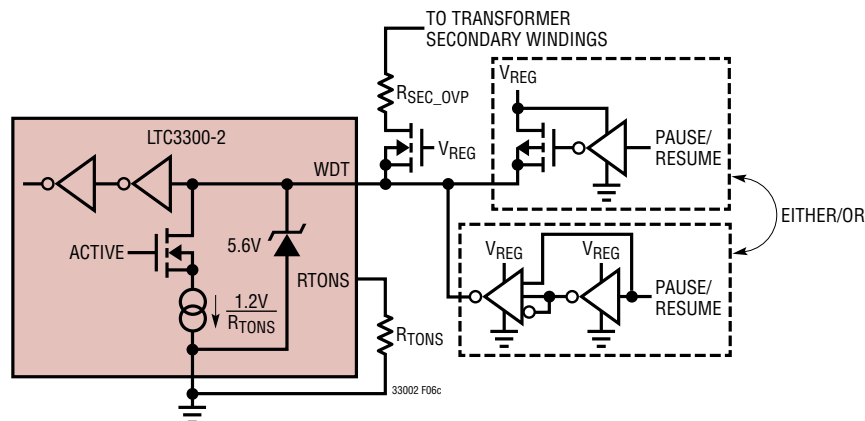 TO TRANSFORMER
SECONDARY WINDINGS
RSEC_OVP
VREG
VREG
PAUSE/
RESUME
LTC3300-2
WDT
ACTIVE
5.6V
1.2V
RTONS
RTONS
RTONS
EITHER/OR
VREG
VREG
PAUSE/
RESUME
33002 F06c